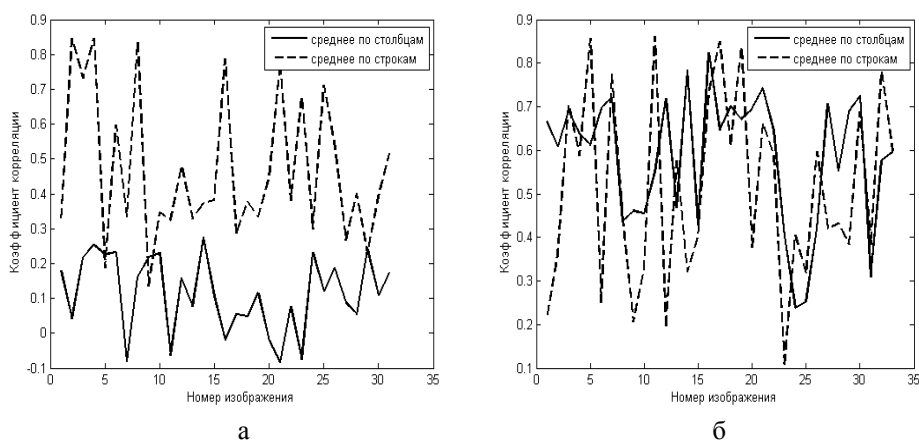 0.9
0.8
0.7
0.6
0.5
0.4
0.3
0.2
0.1
0
-0.1
Коэффициент корреляции
среднее по столбцам
среднее по строкам
0 5 10 15 20 25 30 35
Номер изображения
а
0.9
0.8
0.7
0.6
0.5
0.4
0.3
0.2
0.1
Коэффициент корреляции
среднее по столбцам
среднее по строкам
0 5 10 15 20 25 30 35
Номер изображения
б